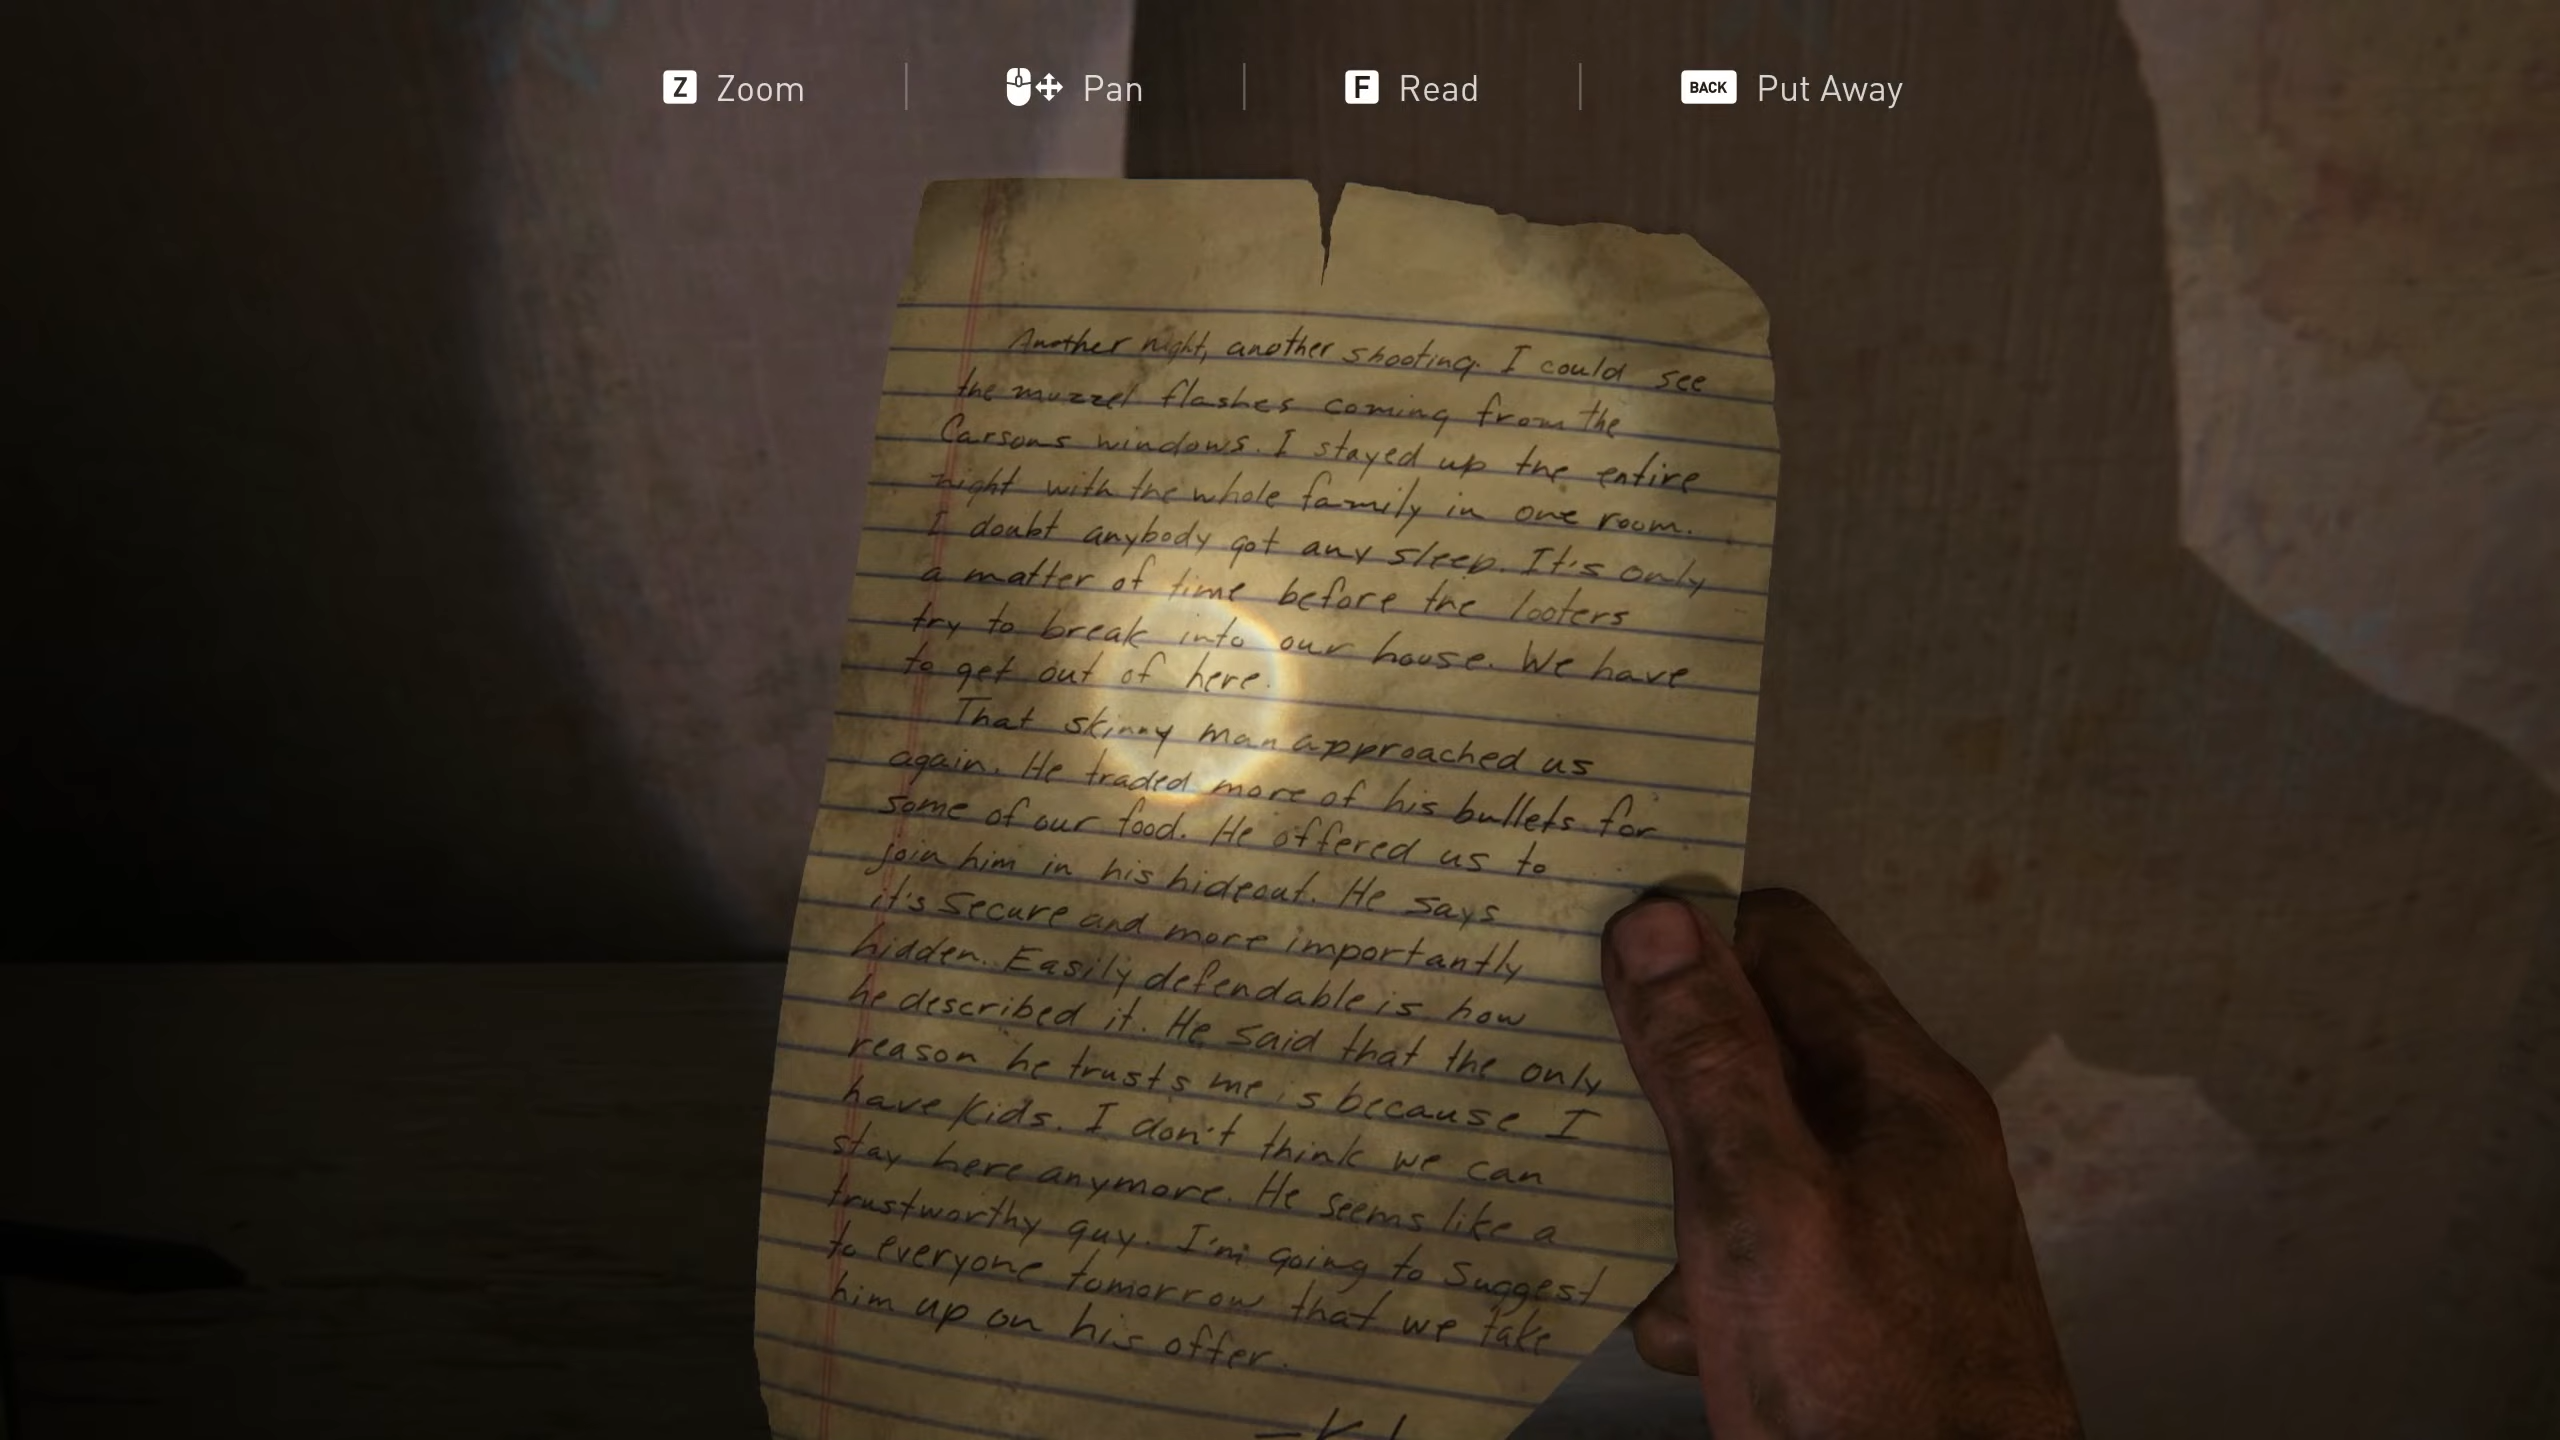 Z Zoom
Pan
F Read
BACK Put Away
Another night, another shooting. I could see
the muzzel flashes coming from the
Carsons windows. I stayed up the entire
night with the whole family in one room.
I doubt anybody got any sleep. It's only
a matter of time before the looters
try to break into our house. We have
to get out of here.
That skinny man approached us
again. He traded more of his bullets for
some of our food. He offered us to
join him in his hideout. He says
it's secure and more importantly
hidden. Easily defendable is how
he described it. He said that the only
reason he trusts me is because I
have kids. I don't think we can
stay here anymore. He seems like a
trustworthy guy. I'm going to suggest
to everyone tomorrow that we take
him up on his offer.